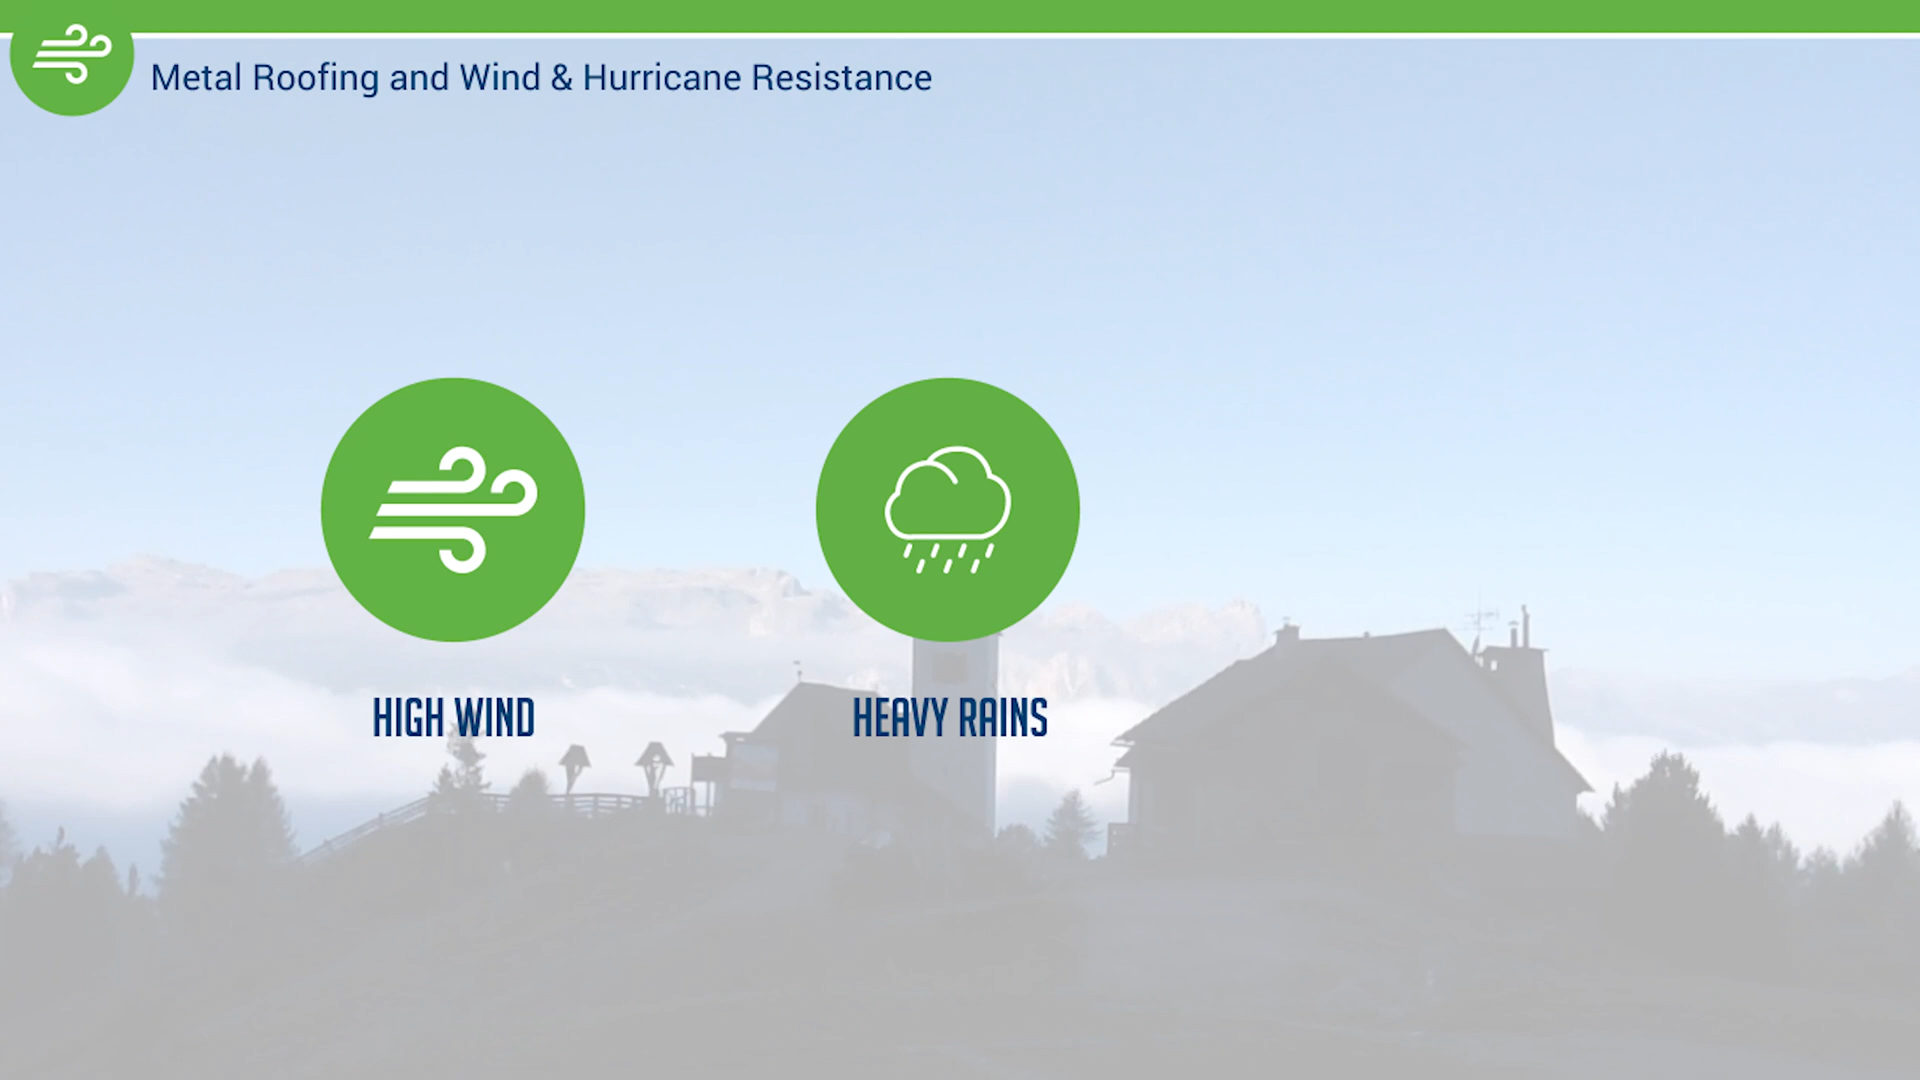 Metal Roofing and Wind & Hurricane Resistance
HIGH WIND
HEAVY RAINS